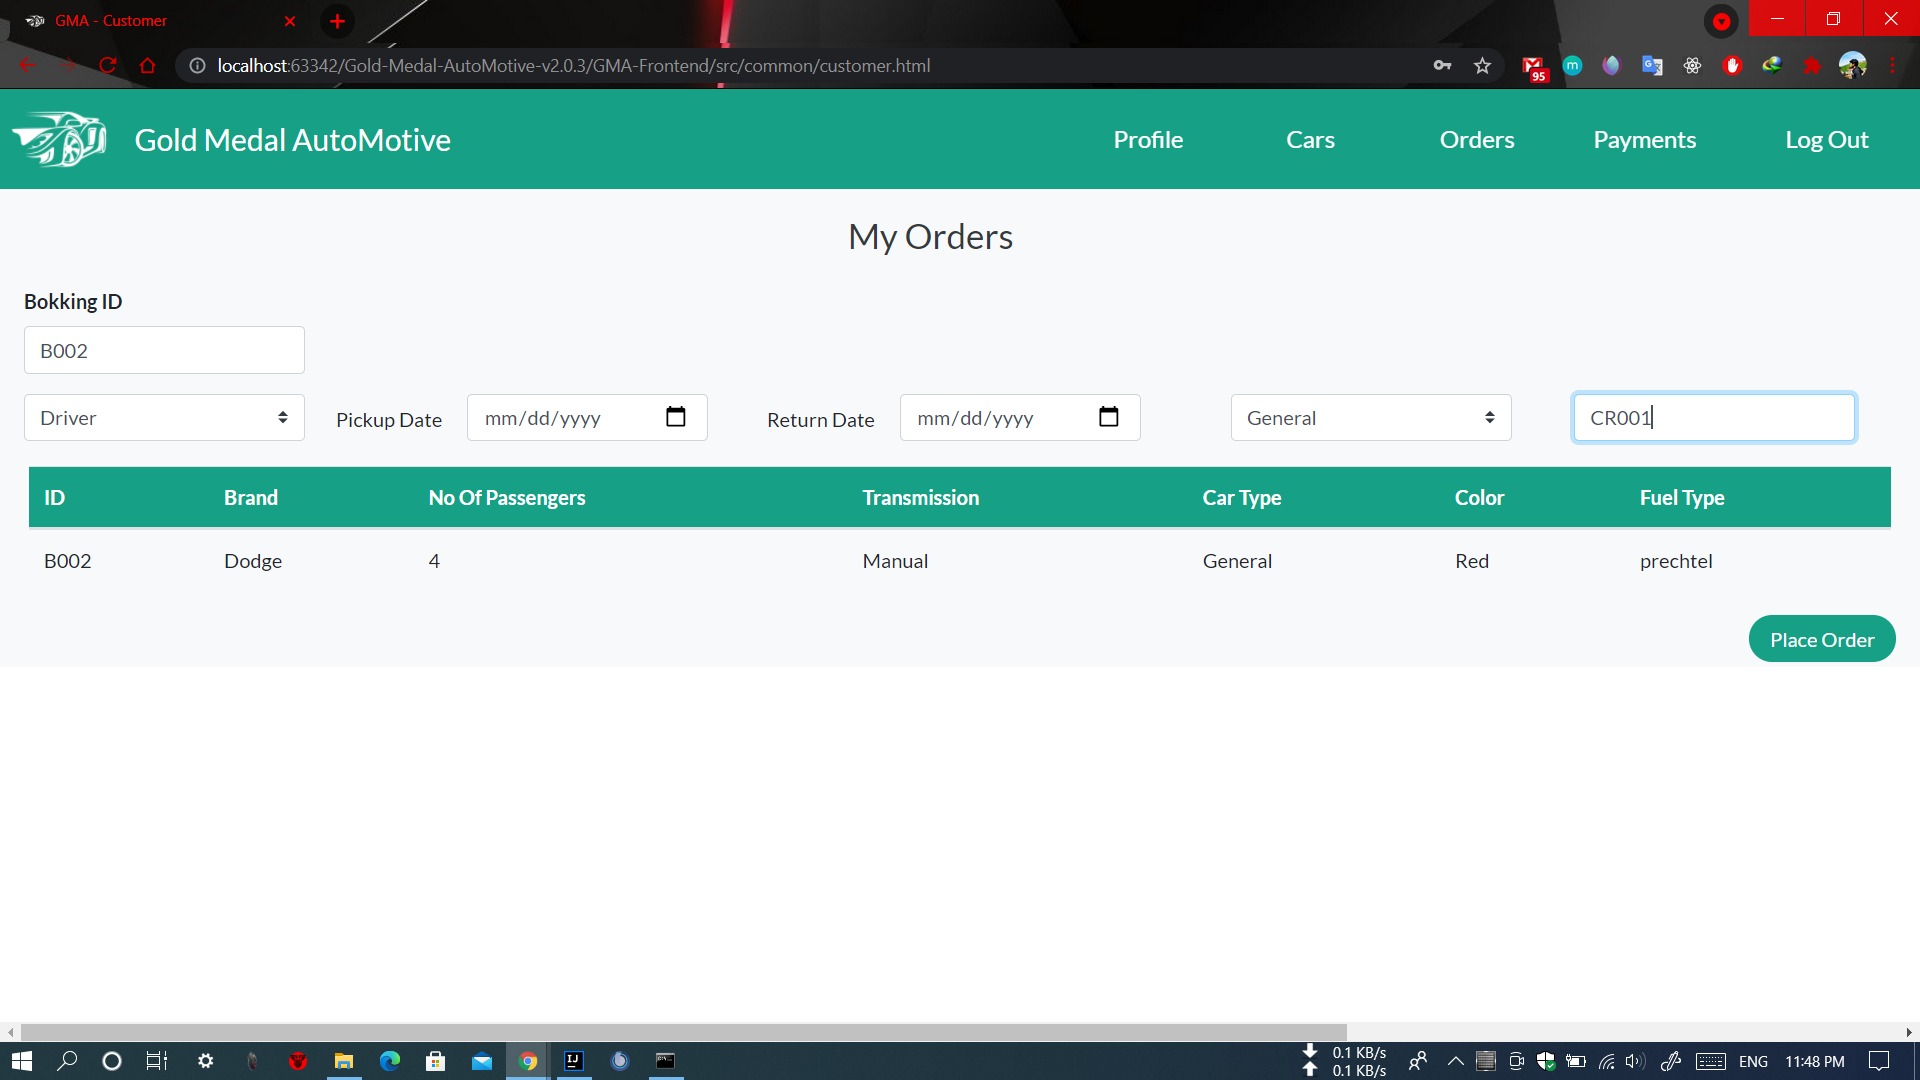 GMA - Customer
localhost:63342/Gold-Medal-AutoMotive-v2.0.3/GMA-Frontend/src/common/customer.html
95
m
Gold Medal AutoMotive
Profile
Cars
Orders
Payments
Log Out
My Orders
Bokking ID
B002
Driver
Pickup Date
mm/dd/yyyy
Return Date
mm/dd/yyyy
General
CR001
ID Brand No Of Passengers Transmission Car Type Color Fuel Type
B002 Dodge 4 Manual General Red prechtel
Place Order
IJ
0.1 KB/s
0.1 KB/s
ENG
11:48 PM